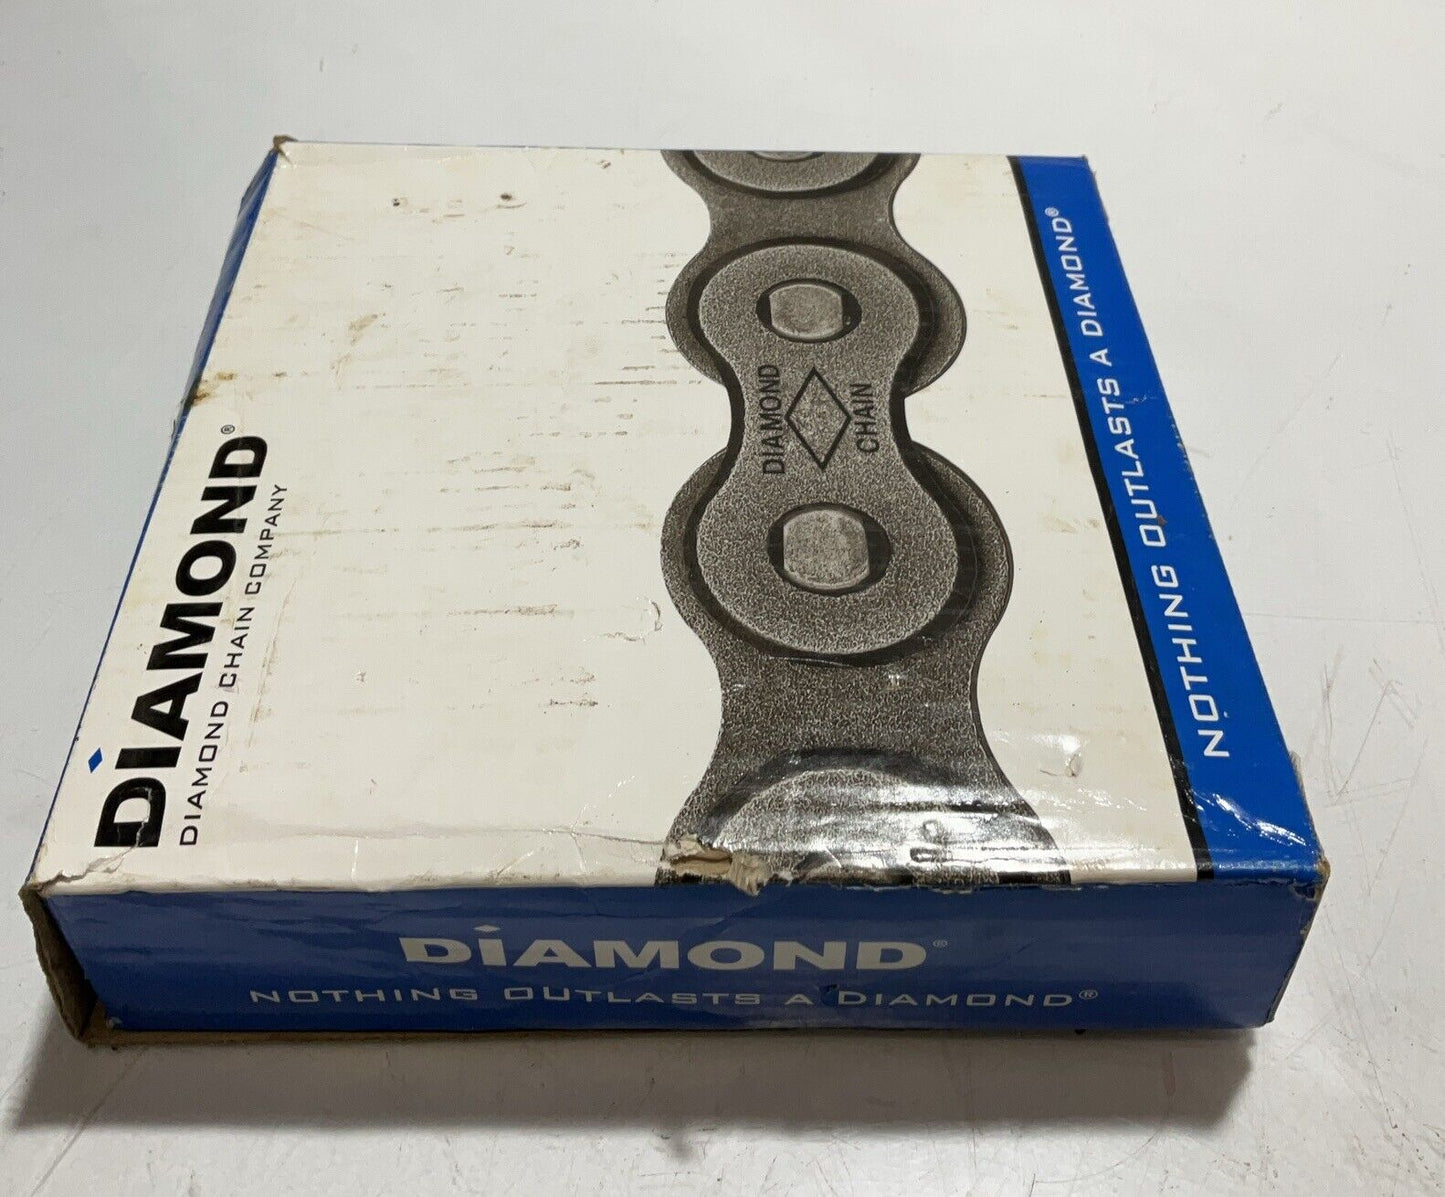 DIAMOND®
DIAMOND CHAIN COMPANY
DIAMOND
CHAIN
NOTHING OUTLASTS A DIAMOND®
DIAMOND®
NOTHING OUTLASTS A DIAMOND®